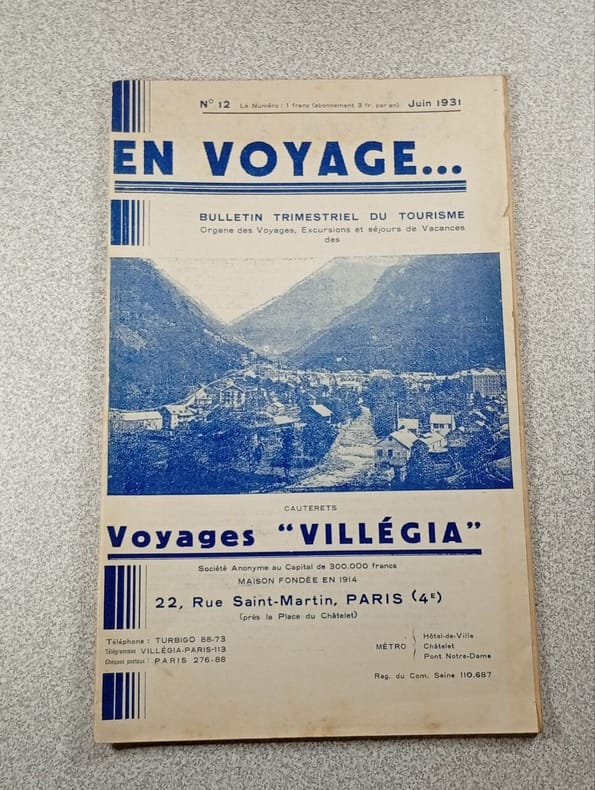 N° 12 Le Numéro : 1 franc (abonnement 3 fr. par an) Juin 1931
EN VOYAGE...
BULLETIN TRIMESTRIEL DU TOURISME
Organe des Voyages, Excursions et séjours de Vacances
des
CAUTERETS
Voyages "VILLÉGIA"
Société Anonyme au Capital de 300.000 francs
MAISON FONDÉE EN 1914
22, Rue Saint-Martin, PARIS (4E)
(près la Place du Châtelet)
Téléphone : TURBIGO 88-73
Télégrammes VILLÉGIA-PARIS-113
Chèques postaux : PARIS 276-88
MÉTRO
Hôtel-de-Ville
Châtelet
Pont Notre-Dame
Reg. du Com. Seine 110.687